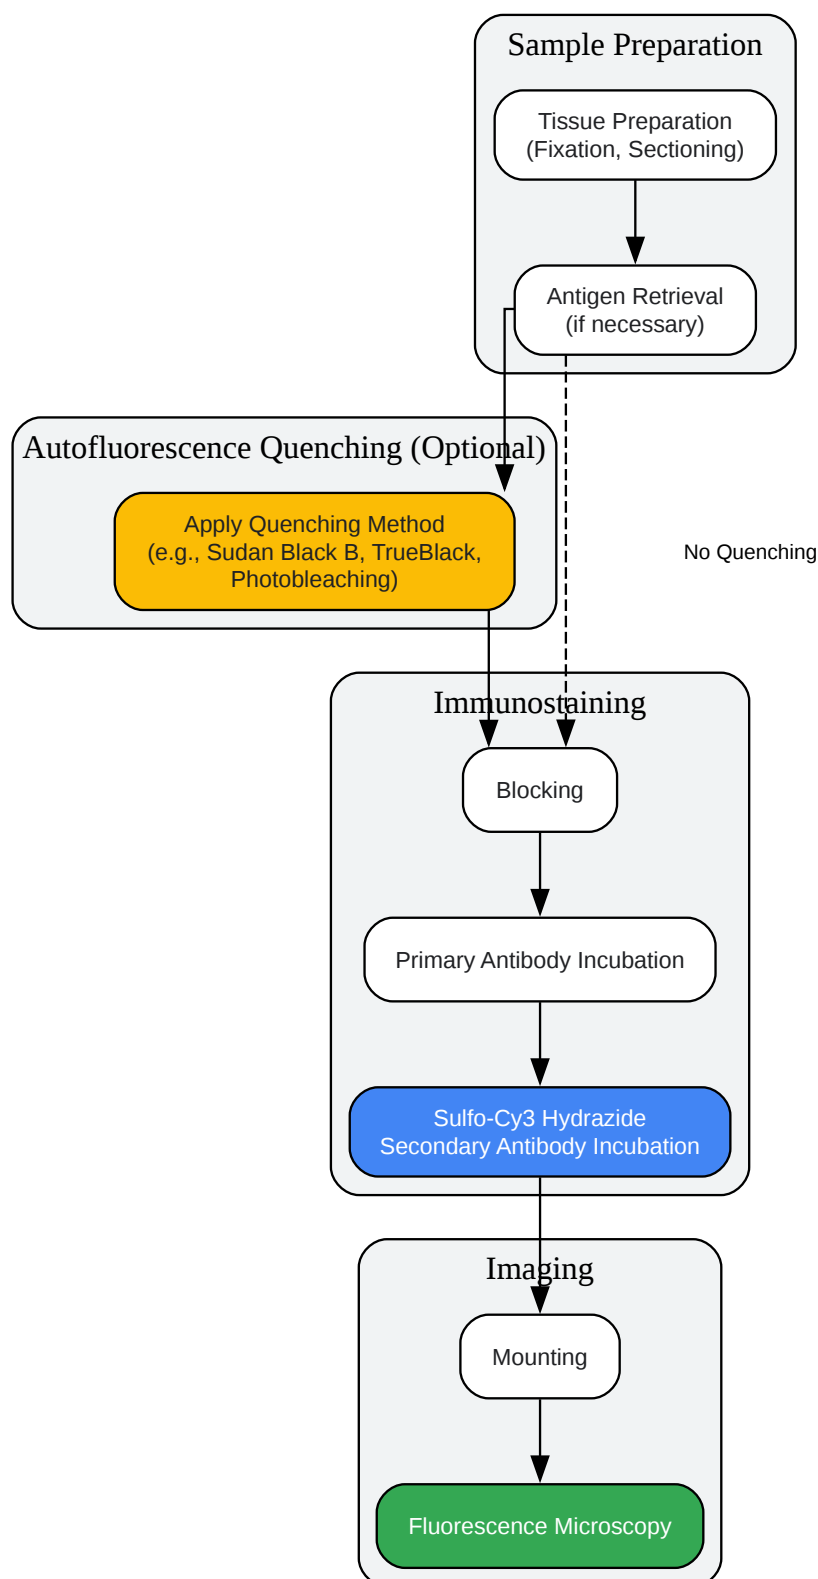 Sample Preparation
Tissue Preparation
(Fixation, Sectioning)
Antigen Retrieval
(if necessary)
Autofluorescence Quenching (Optional)
Apply Quenching Method
(e.g., Sudan Black B, TrueBlack,
Photobleaching)
No Quenching
Immunostaining
Blocking
Primary Antibody Incubation
Sulfo-Cy3 Hydrazide
Secondary Antibody Incubation
Imaging
Mounting
Fluorescence Microscopy